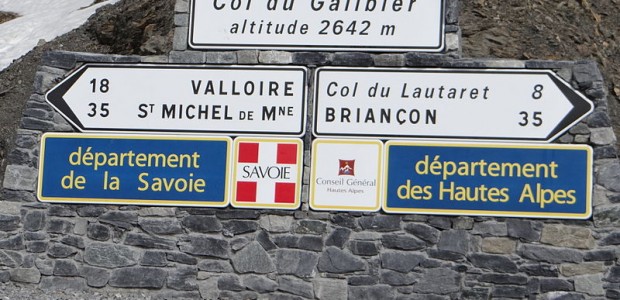 Col du Galibier
altitude 2642 m
18 VALLOIRE
35 ST MICHEL DE MNE
Col du Lautaret 8
BRIANÇON 35
département
de la Savoie
SAVOIE
Conseil Général
Hautes Alpes
département
des Hautes Alpes